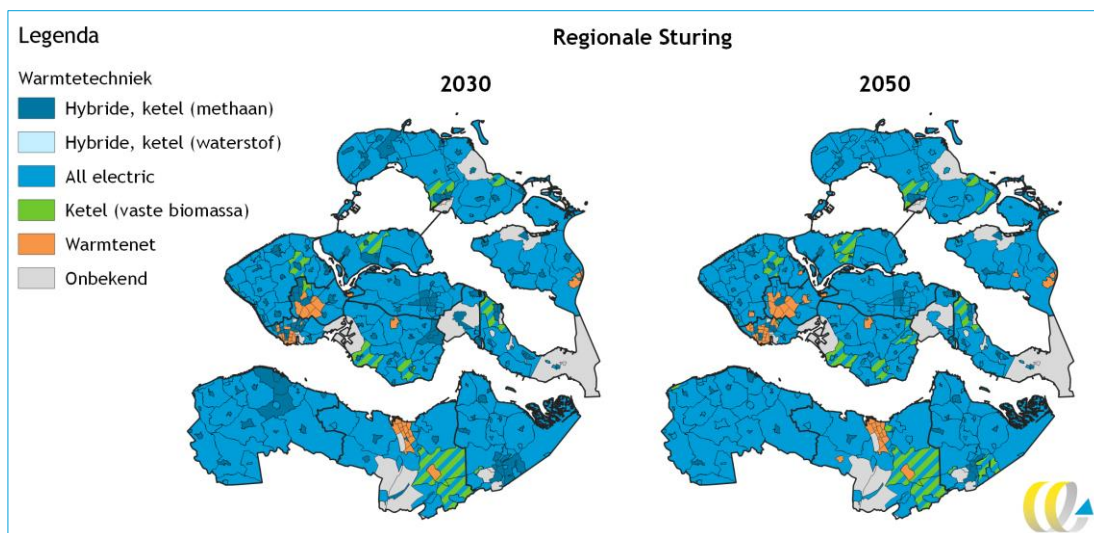 Legenda
Regionale Sturing
Warmtetechniek
Hybride, ketel (methaan)
Hybride, ketel (waterstof)
All electric
Ketel (vaste biomassa)
Warmtenet
Onbekend
2030
2050